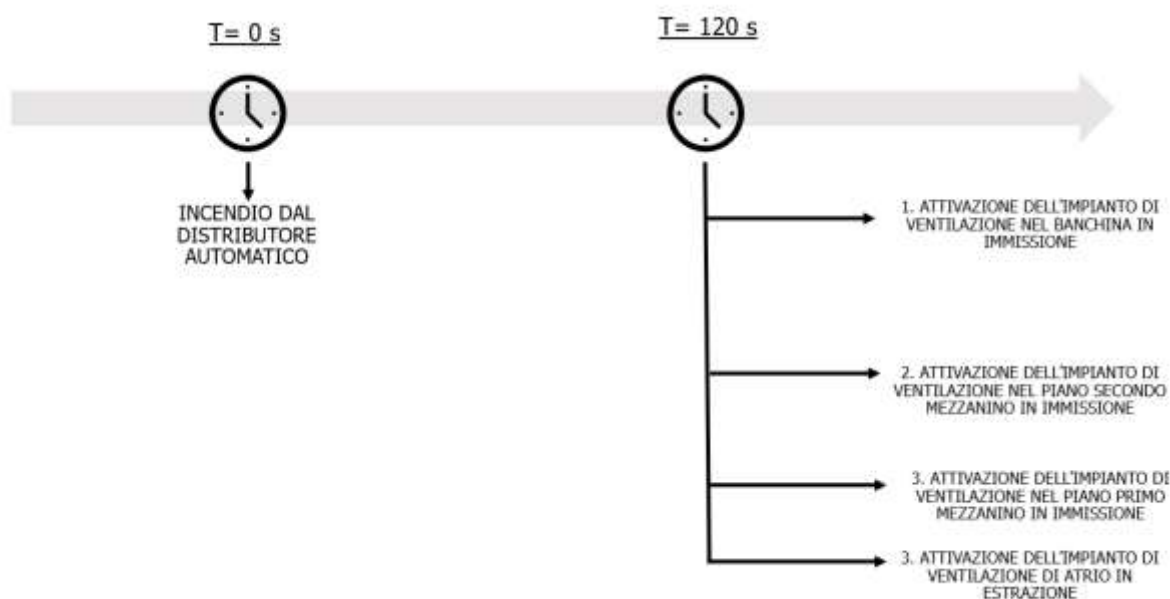 T= 0 s
T= 120 s
INCENDIO DAL
DISTRIBUTORE
AUTOMATICO
1. ATTIVAZIONE DELL'IMPIANTO DI
VENTILAZIONE NEL BANCHINA IN
IMMISSIONE
2. ATTIVAZIONE DELL'IMPIANTO DI
VENTILAZIONE NEL PIANO SECONDO
MEZZANINO IN IMMISSIONE
3. ATTIVAZIONE DELL'IMPIANTO DI
VENTILAZIONE NEL PIANO PRIMO
MEZZANINO IN IMMISSIONE
3. ATTIVAZIONE DELL'IMPIANTO DI
VENTILAZIONE DI ATRIO IN
ESTRAZIONE